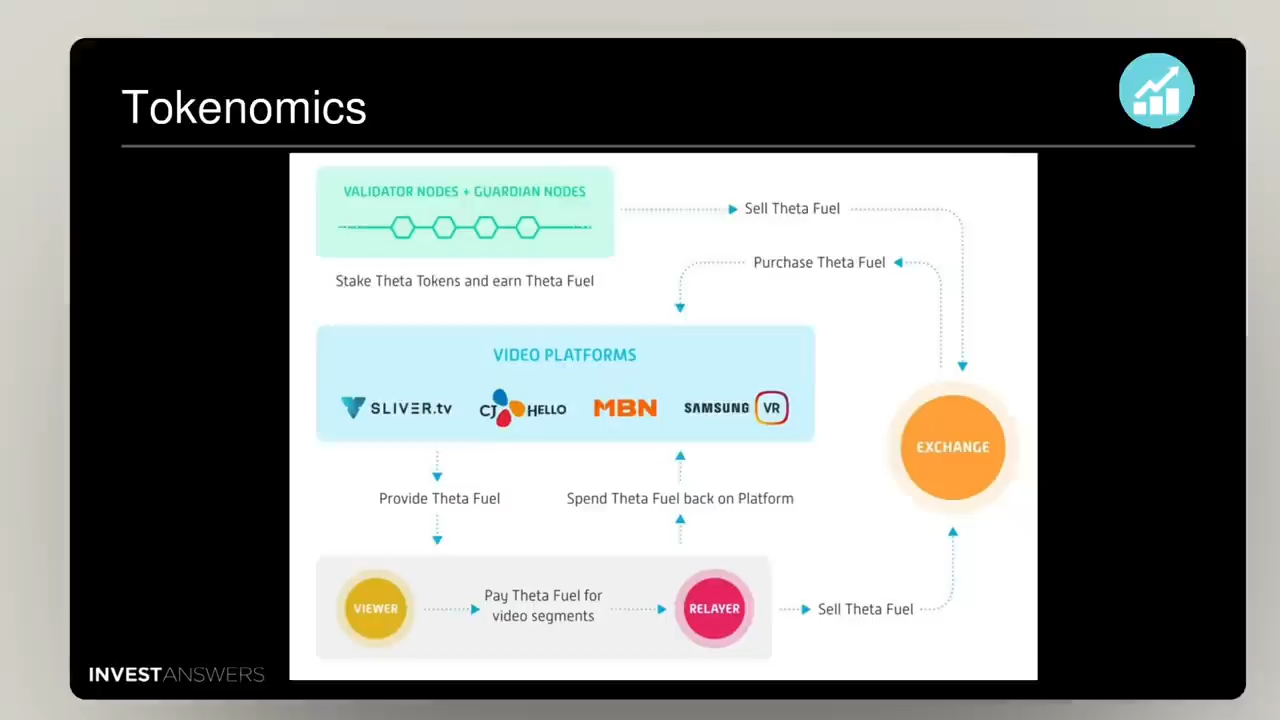 Tokenomics
VALIDATOR NODES + GUARDIAN NODES
Sell Theta Fuel
Purchase Theta Fuel
Stake Theta Tokens and earn Theta Fuel
VIDEO PLATFORMS
SLIVER.tv
CJ HELLO
MBN
SAMSUNG VR
EXCHANGE
Provide Theta Fuel
Spend Theta Fuel back on Platform
VIEWER
Pay Theta Fuel for
video segments
RELAYER
Sell Theta Fuel
INVESTANSWERS